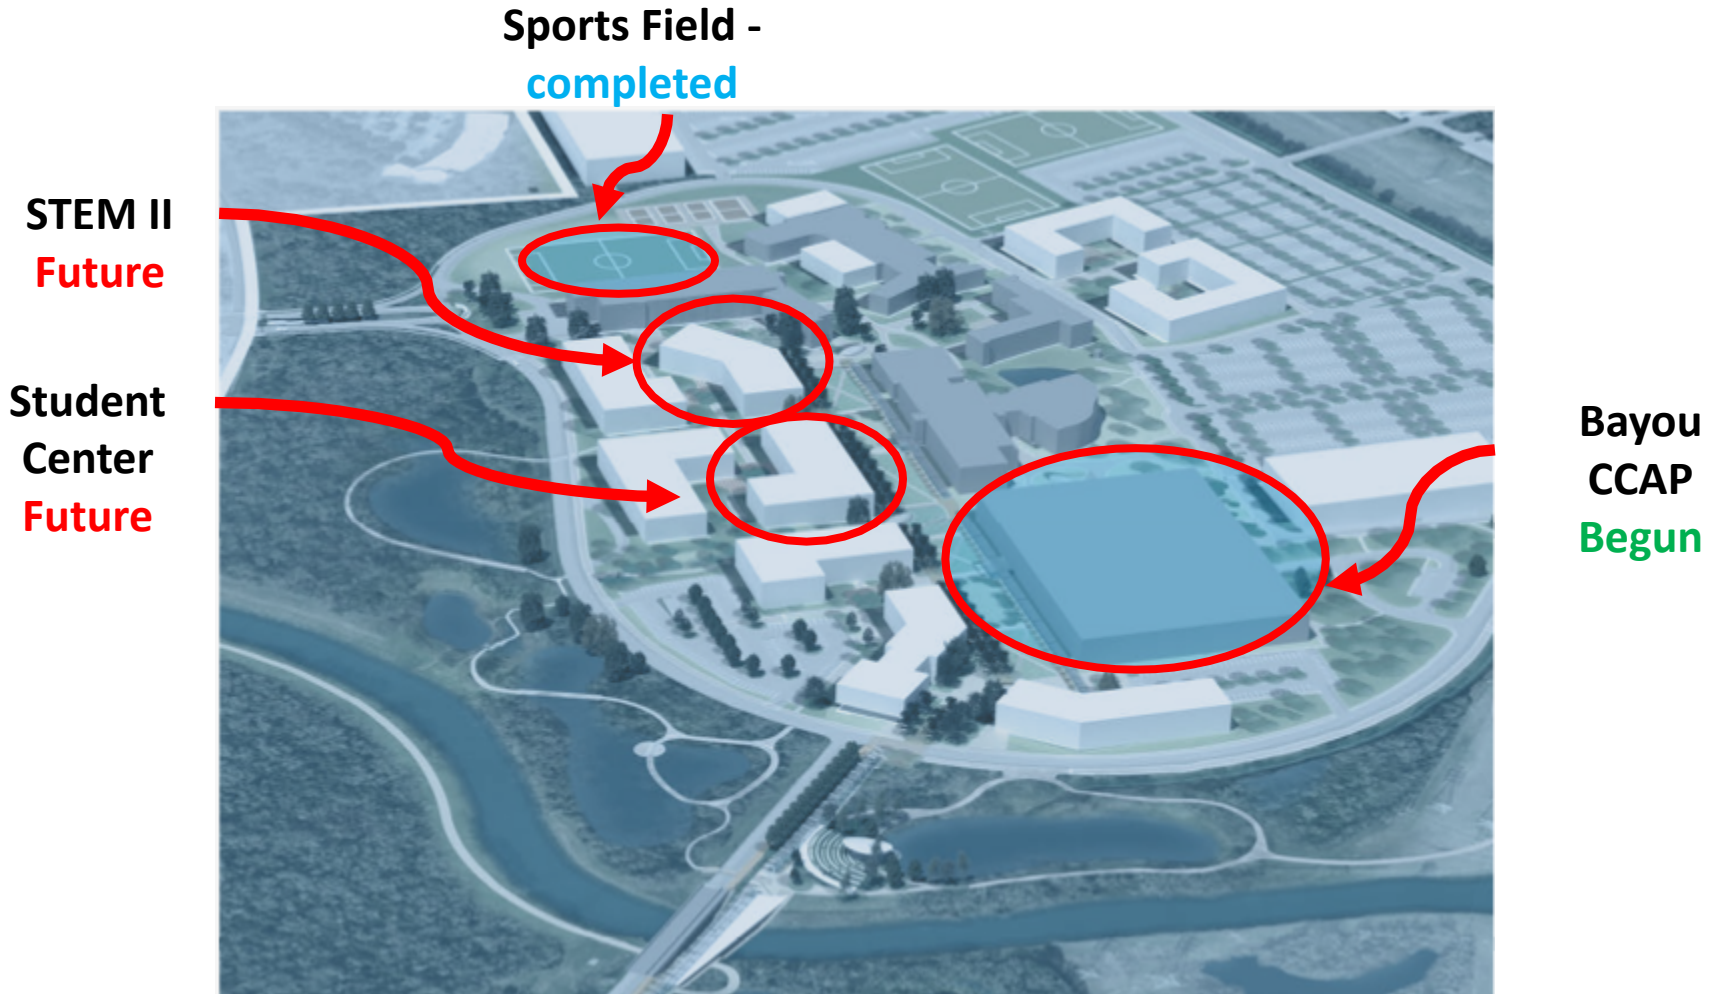 Sports Field -
completed
STEM II
Future
Student
Center
Future
Bayou
CCAP
Begun